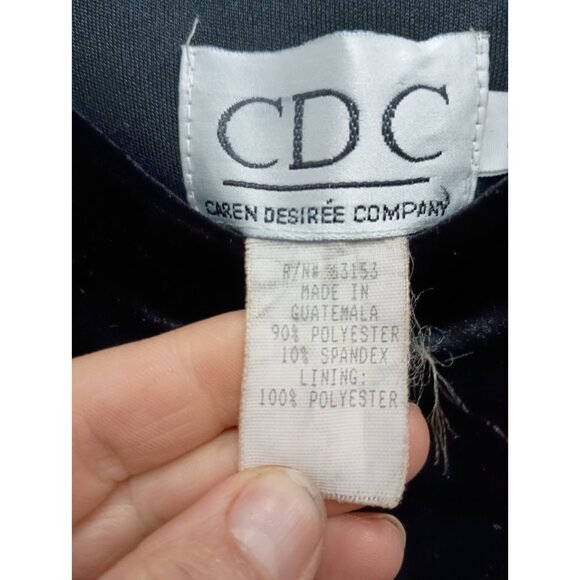 CDC
CAREN DESIRÉE COMPANY
R/N# 63153
MADE IN
GUATEMALA
90% POLYESTER
10% SPANDEX
LINING:
100% POLYESTER